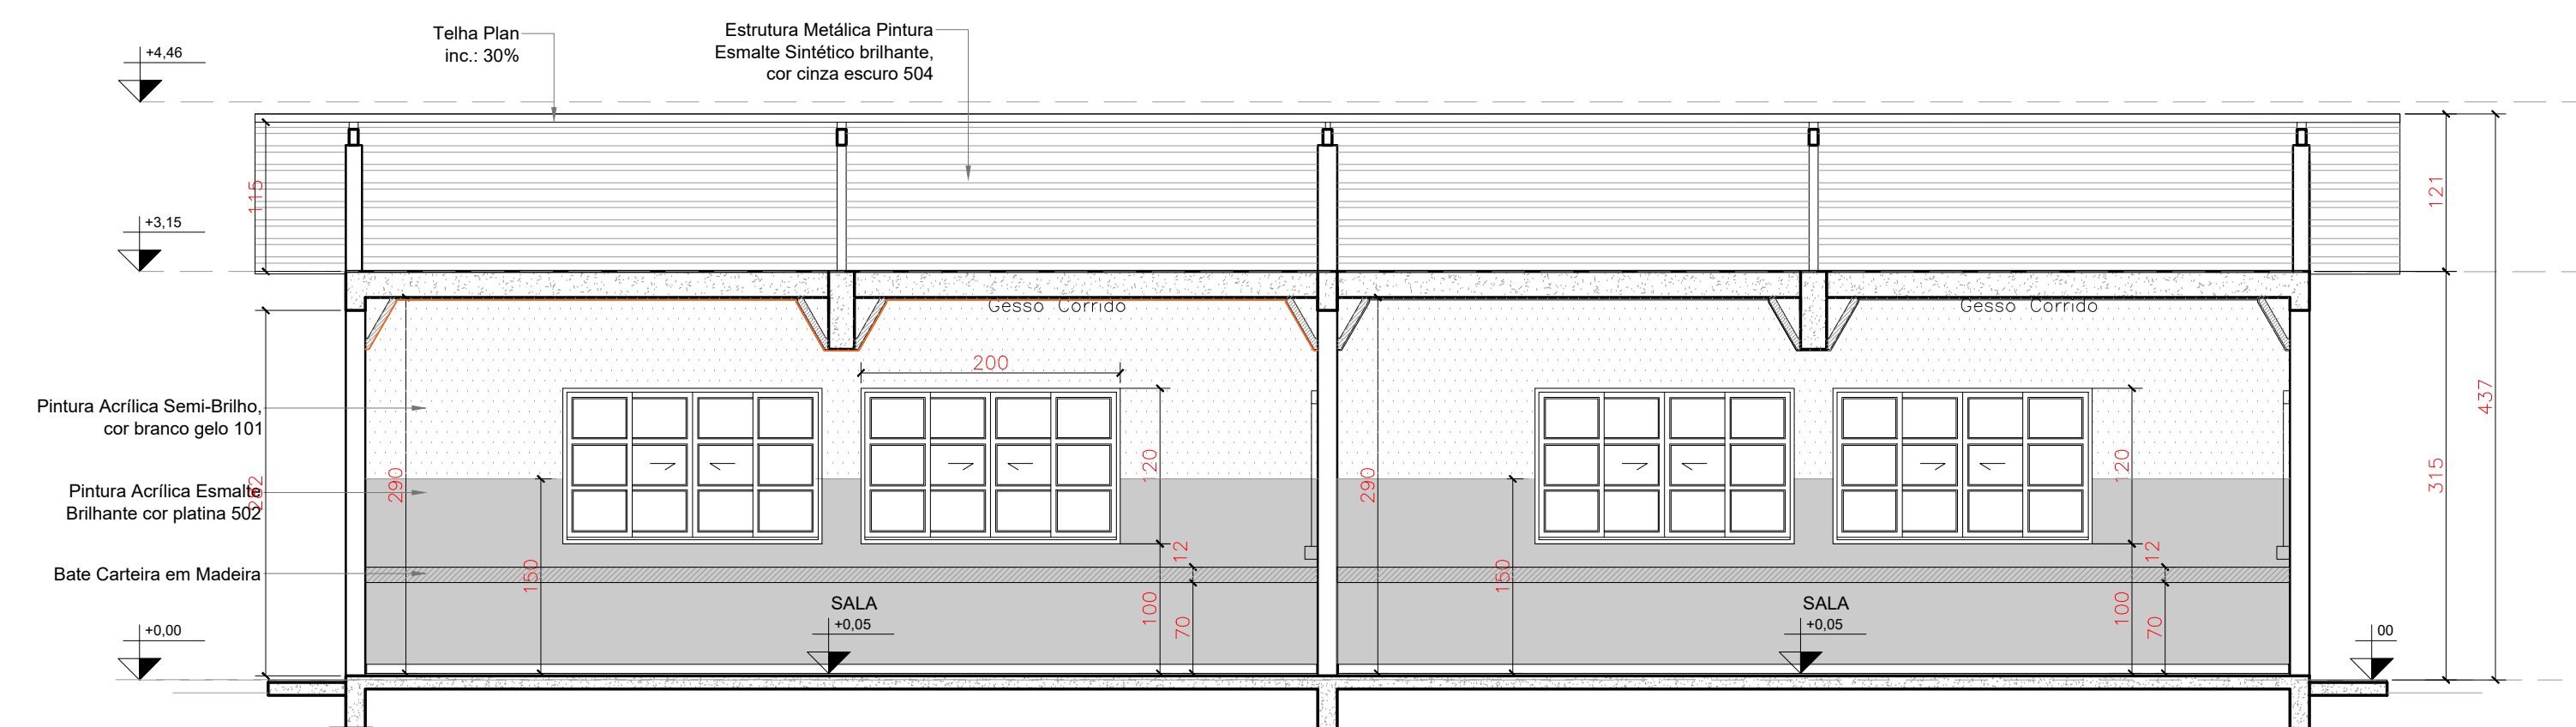 Telha Plan
inc.: 30%
Estrutura Metálica Pintura
Esmalte Sintético brilhante,
cor cinza escuro 504
+4,46
+3,15
115
121
437
315
Gesso Corrido
Gesso Corrido
200
Pintura Acrílica Semi-Brilho,
cor branco gelo 101
Pintura Acrílica Esmalte
Brilhante cor platina 502
Bate Carteira em Madeira
290
150
120
12
100
70
290
150
120
12
100
70
SALA
+0,05
SALA
+0,05
+0,00
00